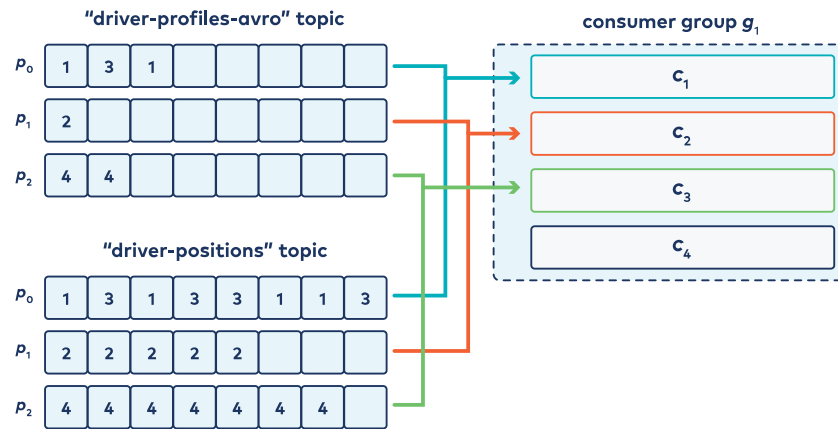 “driver-profiles-avro” topic
p₀ 1 3 1
p₁ 2
p₂ 4 4
“driver-positions” topic
p₀ 1 3 1 3 3 1 1 3
p₁ 2 2 2 2 2
p₂ 4 4 4 4 4 4 4
consumer group g₁
c₁
c₂
c₃
c₄